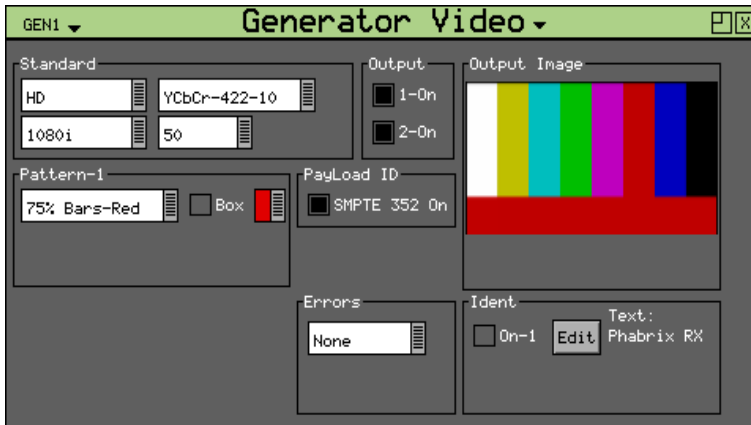 GEN1
Generator Video
Standard
HD
YCbCr-422-10
1080i
50
Output
1-On
2-On
Output Image
Pattern-1
75% Bars-Red
Box
PayLoad ID
SMPTE 352 On
Errors
None
Ident
On-1
Edit
Text:
Phabrix RX